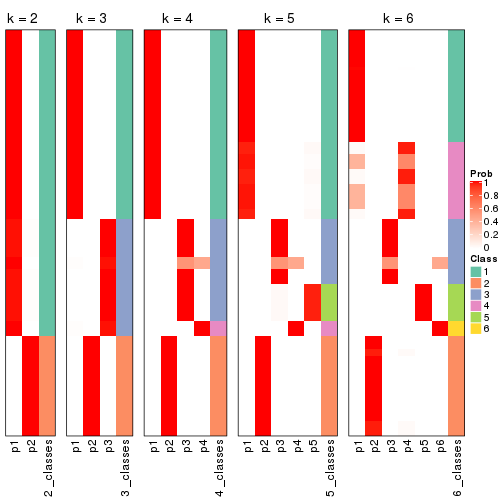 k = 2
k = 3
k = 4
k = 5
k = 6
p1
p2
2_classes
p1
p2
p3
3_classes
p1
p2
p3
p4
4_classes
p1
p2
p3
p4
p5
5_classes
p1
p2
p3
p4
p5
p6
6_classes
Prob
1
0.8
0.6
0.4
0.2
0
Class
1
2
3
4
5
6